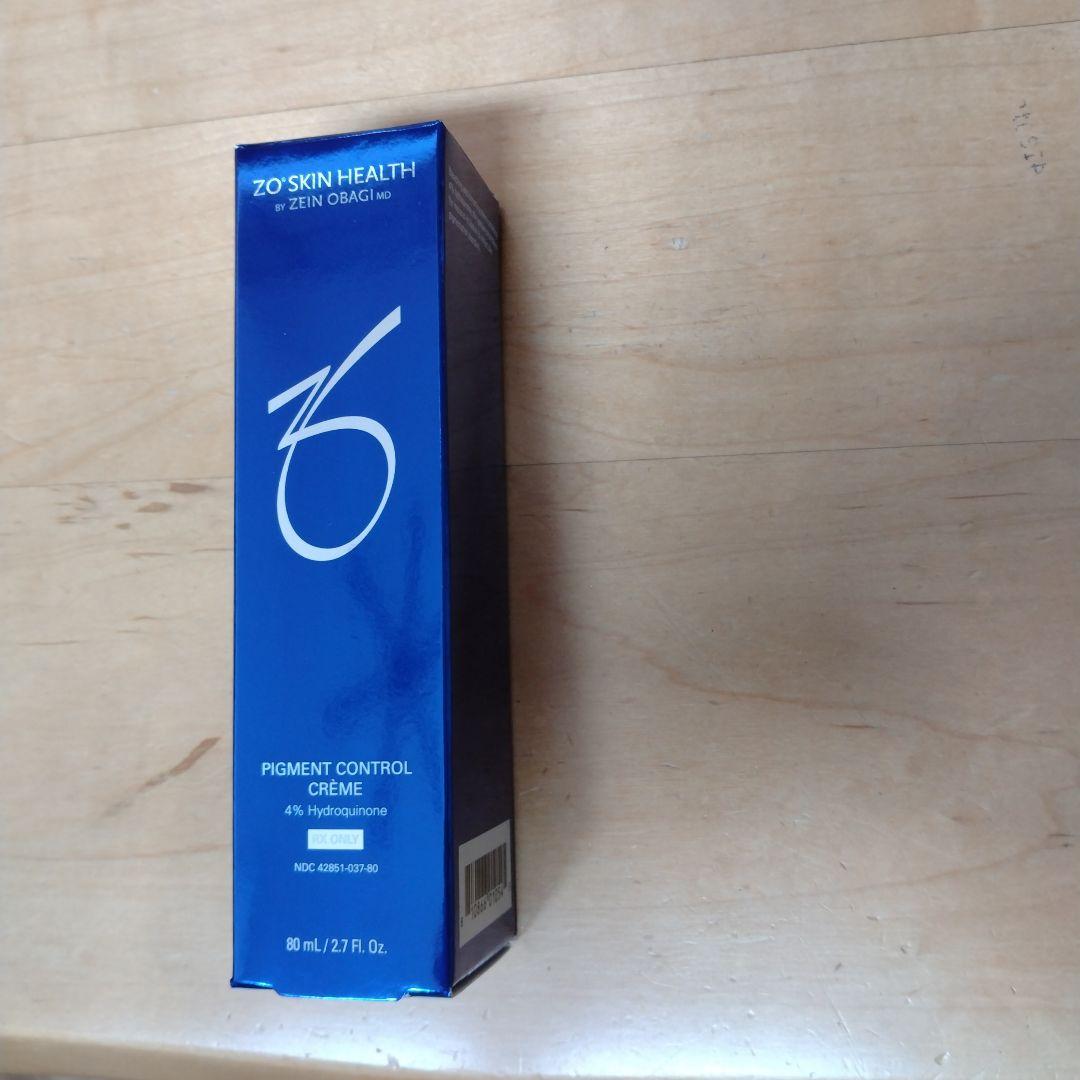 ZO® SKIN HEALTH
BY ZEIN OBAGI MD
PIGMENT CONTROL
CRÈME
4% Hydroquinone
RX ONLY
NDC 42851-037-80
80 mL / 2.7 Fl. Oz.